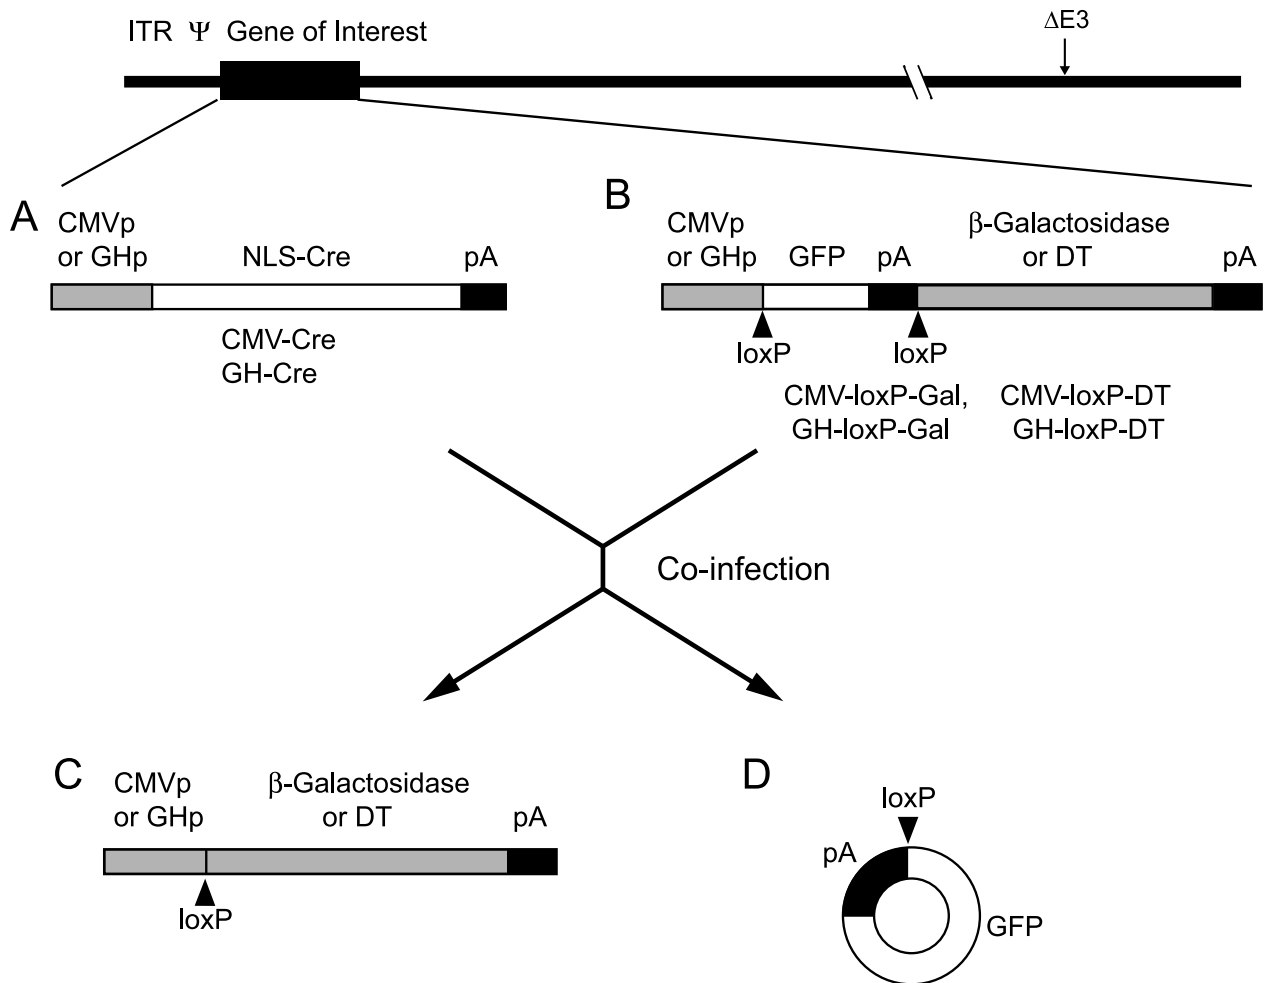 ITR Ψ Gene of Interest
ΔE3
A
CMVp
or GHp
NLS-Cre
pA
CMV-Cre
GH-Cre
B
CMVp
or GHp
GFP
pA
β-Galactosidase
or DT
pA
loxP
loxP
CMV-loxP-Gal,
GH-loxP-Gal
CMV-loxP-DT
GH-loxP-DT
Co-infection
C
CMVp
or GHp
β-Galactosidase
or DT
pA
loxP
D
loxP
pA
GFP